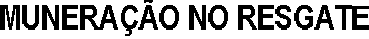 MUNERAÇÃO NO RESGATE